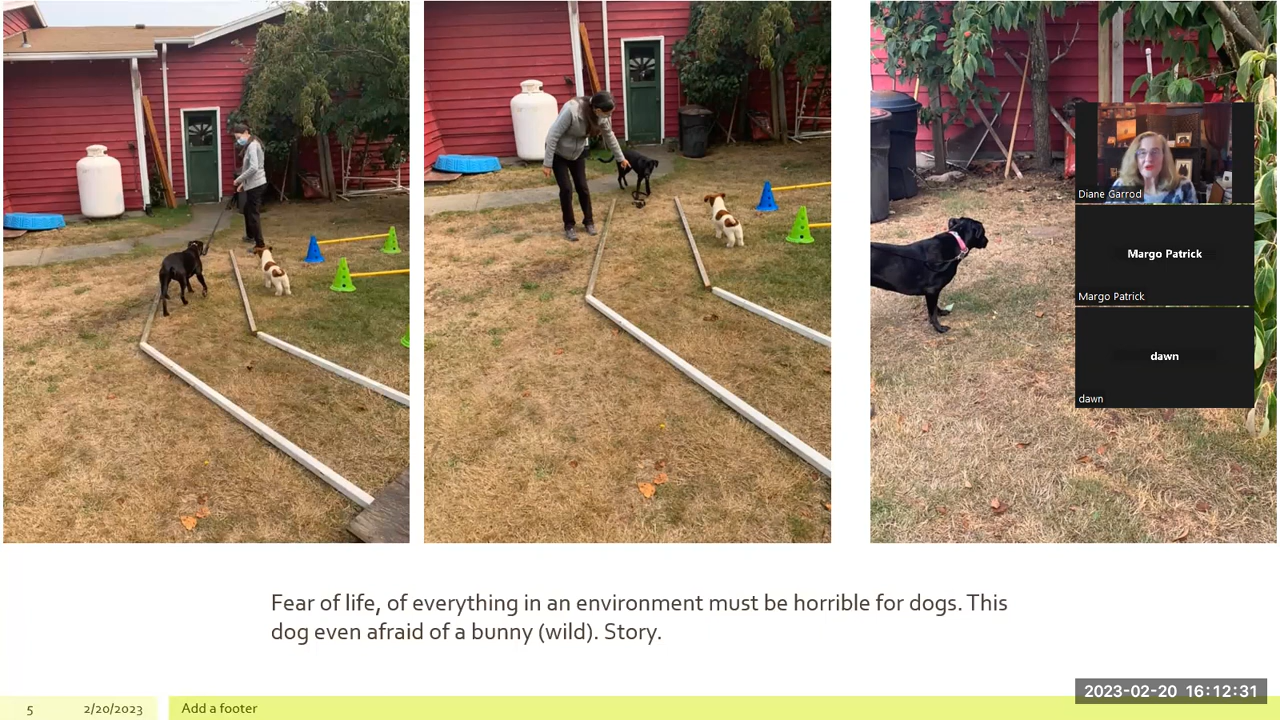 Diane Garrod
Margo Patrick
Margo Patrick
dawn
dawn
Fear of life, of everything in an environment must be horrible for dogs. This
dog even afraid of a bunny (wild). Story.
2023-02-20 16:12:31
5 2/20/2023 Add a footer